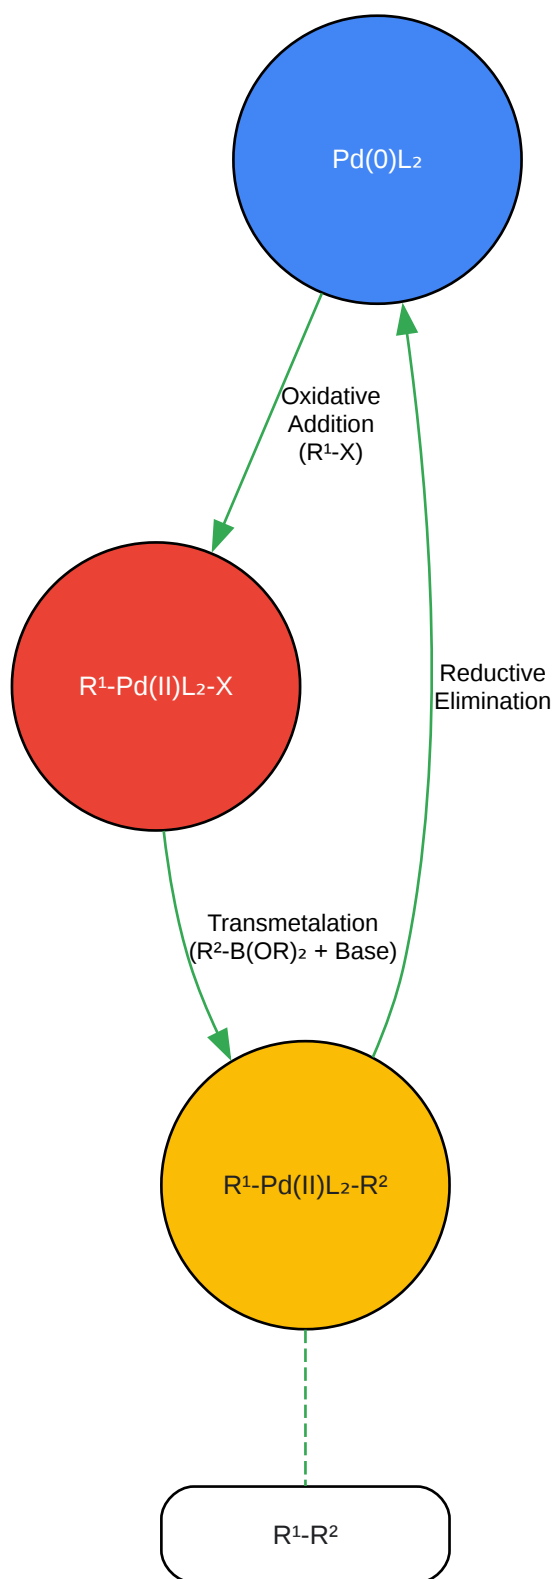 Pd(0)L₂
Oxidative
Addition
(R¹-X)
R¹-Pd(II)L₂-X
Reductive
Elimination
Transmetalation
(R²-B(OR)₂ + Base)
R¹-Pd(II)L₂-R²
R¹-R²